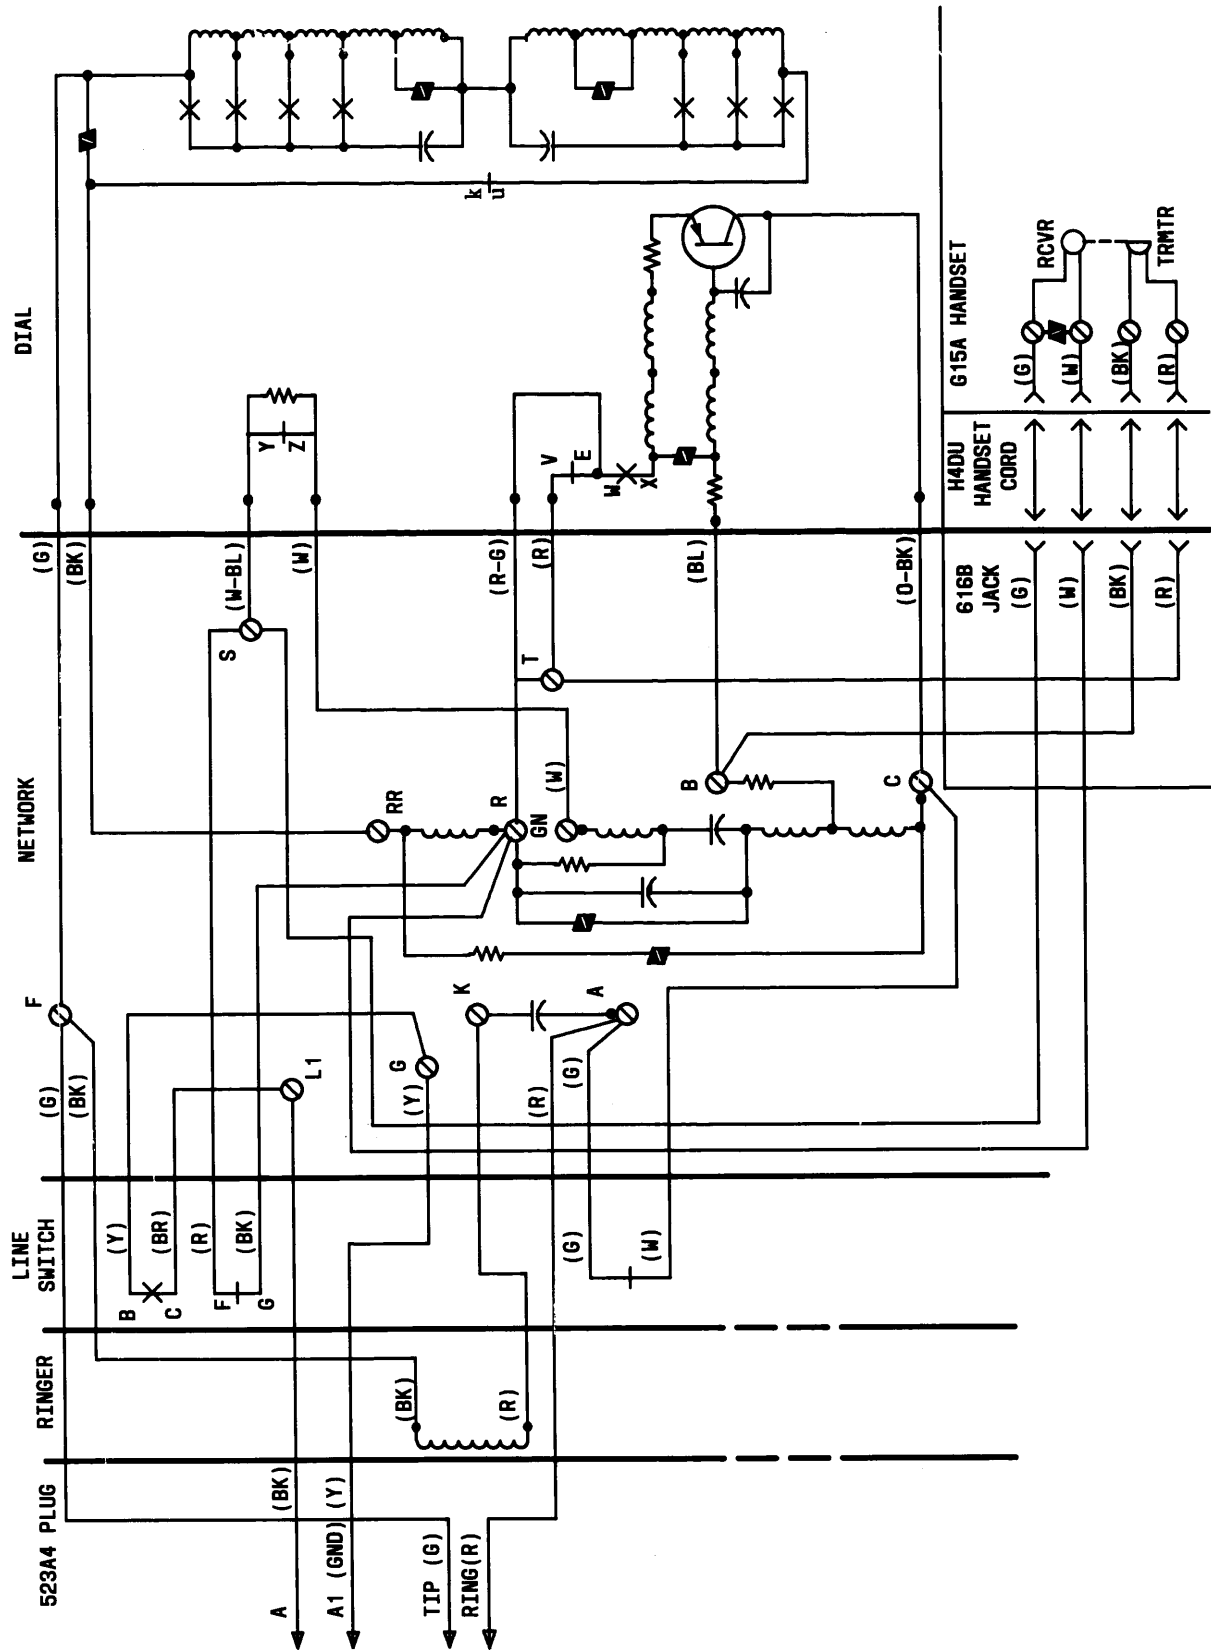 523A4 PLUG
RINGER
LINE
SWITCH
NETWORK
DIAL
(G)
(BK)
F
(G)
(BK)
k
u
(Y)
(BR)
B
C
L1
(R)
(BK)
F
G
S
(W-BL)
(W)
Y
Z
A
(BK)
A1 (GND) (Y)
G
(Y)
RR
R
GN
(W)
T
(R-G)
(R)
V
E
W
X
TIP (G)
RING(R)
(BK)
(R)
K
A
(R)
(G)
(G)
(W)
B
(BL)
C
(O-BK)
616B
JACK
(G)
(W)
(BK)
(R)
H4DU
HANDSET
CORD
G15A HANDSET
(G)
(W)
(BK)
(R)
RCVR
TRMTR